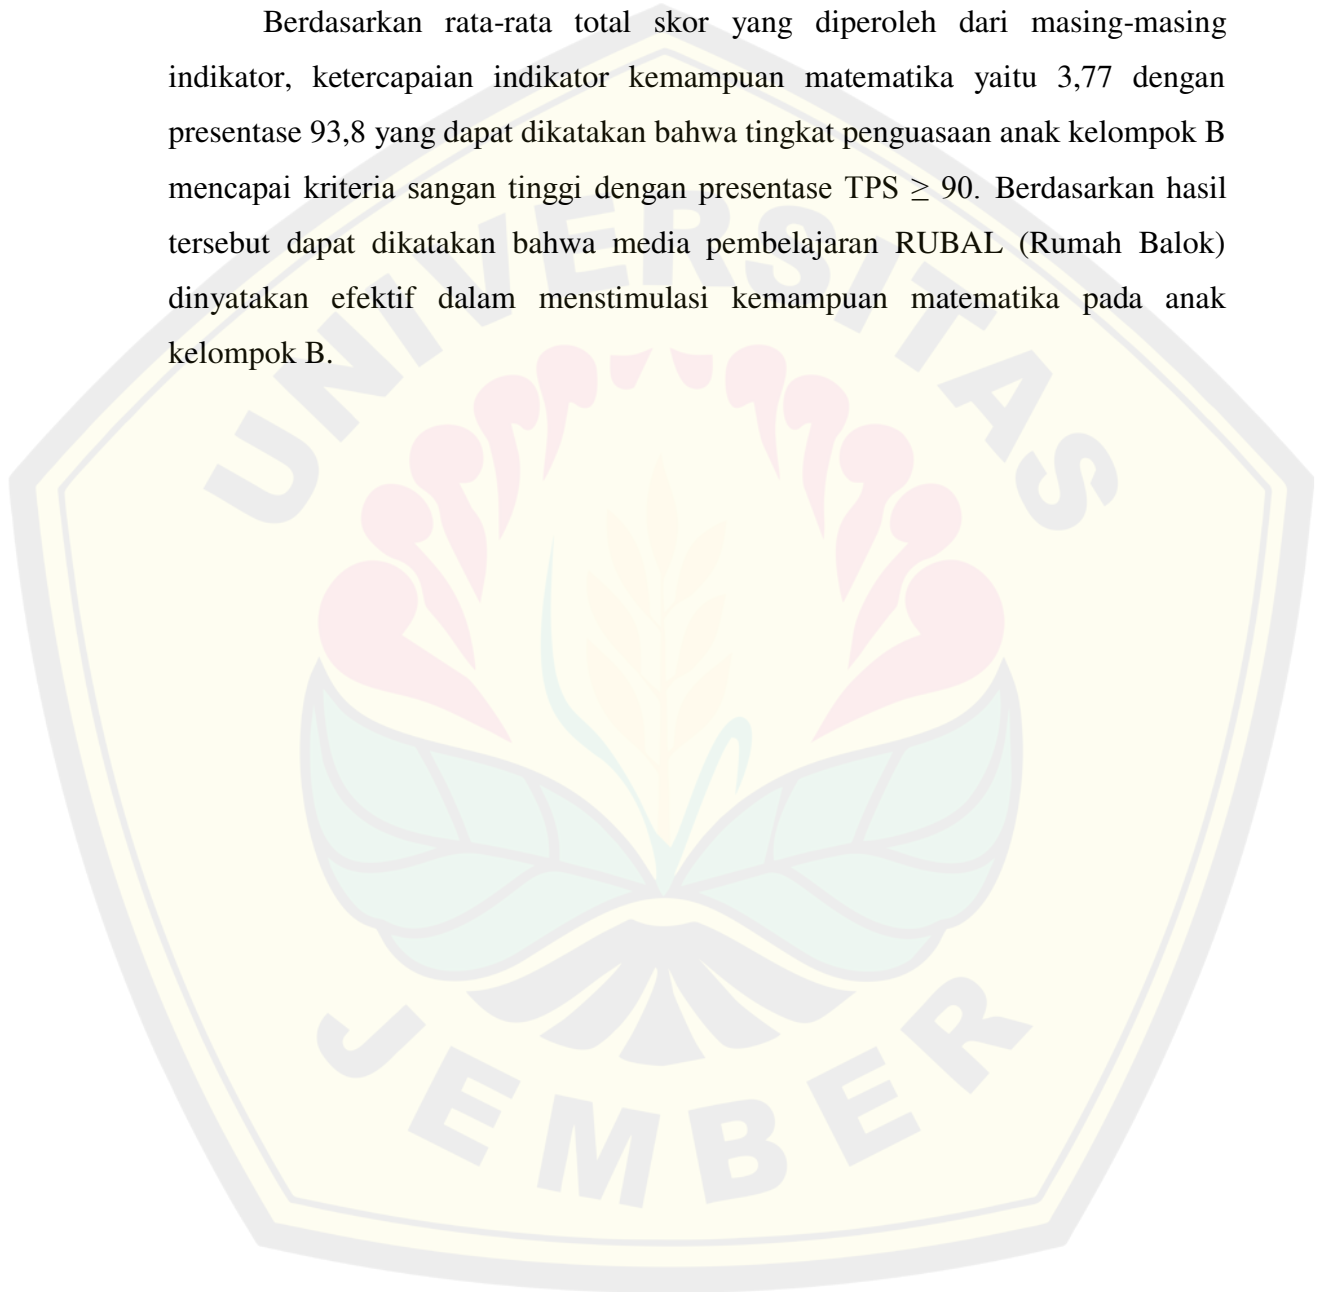 Berdasarkan rata-rata total skor yang diperoleh dari masing-masing
indikator, ketercapaian indikator kemampuan matematika yaitu 3,77 dengan
presentase 93,8 yang dapat dikatakan bahwa tingkat penguasaan anak kelompok B
mencapai kriteria sangan tinggi dengan presentase TPS ≥ 90. Berdasarkan hasil
tersebut dapat dikatakan bahwa media pembelajaran RUBAL (Rumah Balok)
dinyatakan efektif dalam menstimulasi kemampuan matematika pada anak
kelompok B.
UNIVERSITAS
JEMBER